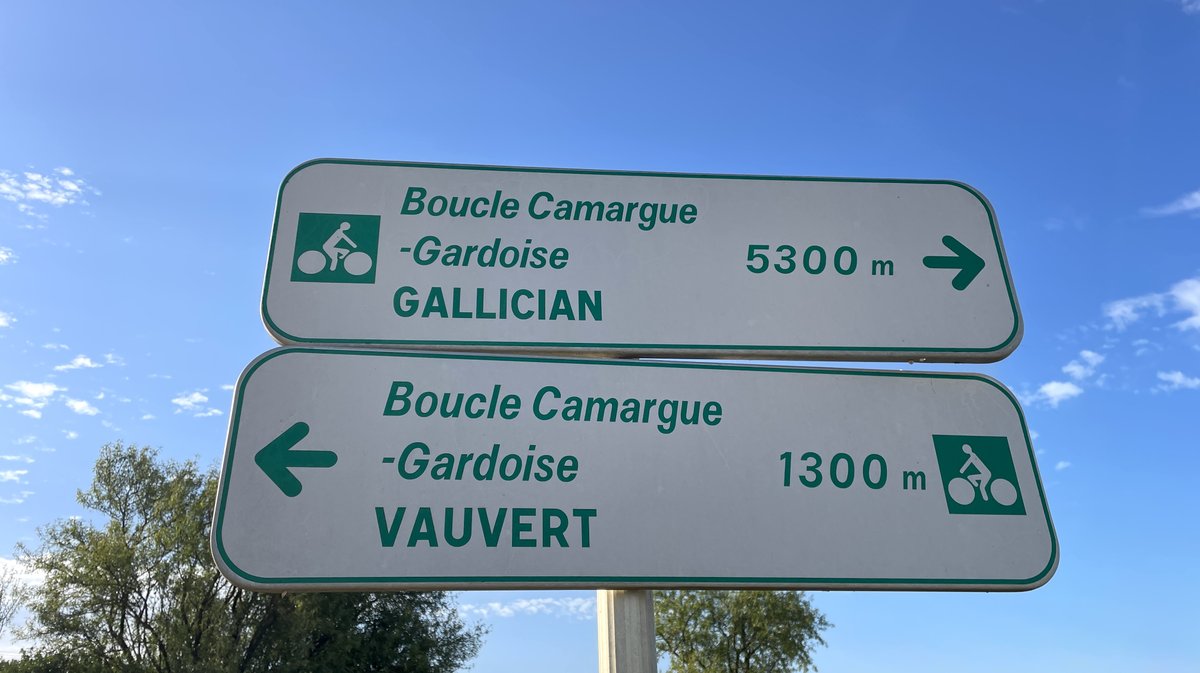 Boucle Camargue
-Gardoise
GALLICIAN
5300 m
Boucle Camargue
-Gardoise
VAUVERT
1300 m